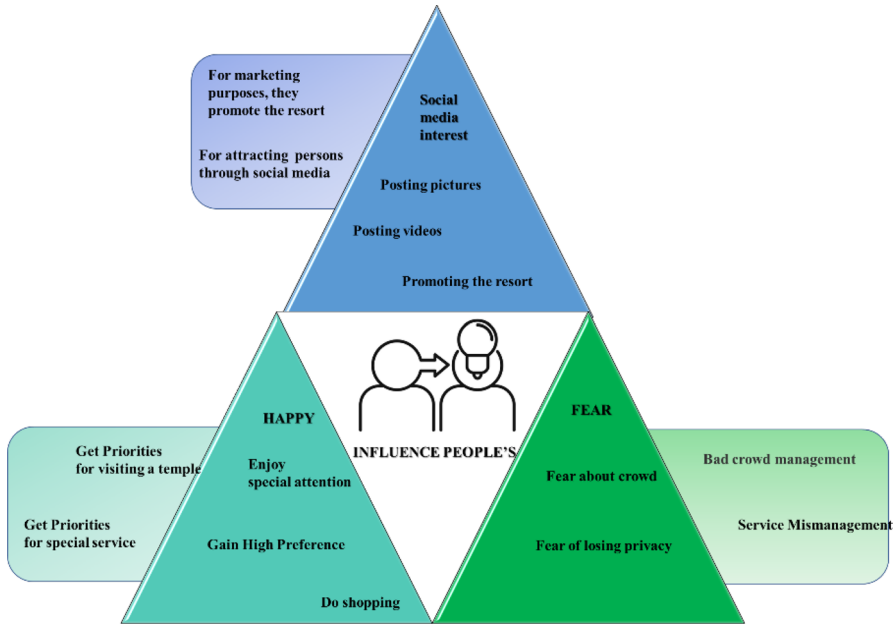 For marketing
purposes, they
promote the resort
For attracting persons
through social media
Social
media
interest
Posting pictures
Posting videos
Promoting the resort
INFLUENCE PEOPLE'S
HAPPY
Enjoy
special attention
Gain High Preference
Do shopping
Get Priorities
for visiting a temple
Get Priorities
for special service
FEAR
Fear about crowd
Fear of losing privacy
Bad crowd management
Service Mismanagement